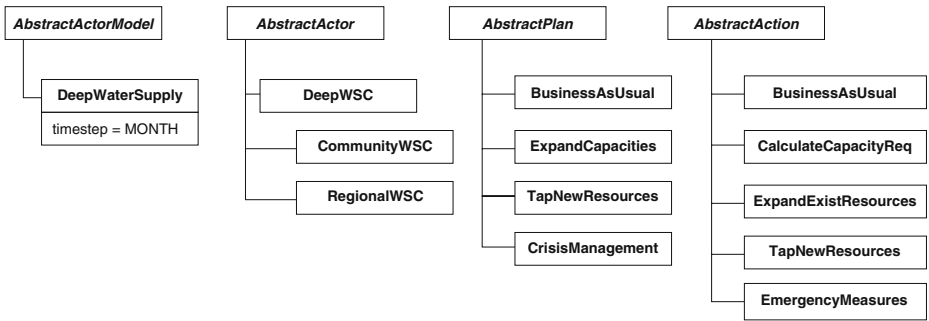 AbstractActorModel
DeepWaterSupply
timestep = MONTH
AbstractActor
DeepWSC
CommunityWSC
RegionalWSC
AbstractPlan
BusinessAsUsual
ExpandCapacities
TapNewResources
CrisisManagement
AbstractAction
BusinessAsUsual
CalculateCapacityReq
ExpandExistResources
TapNewResources
EmergencyMeasures